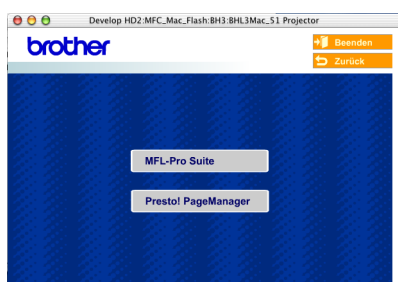 Develop HD2:MFC_Mac_Flash:BH3:BHL3Mac_51 Projector
brother
Beenden
Zurück
MFL-Pro Suite
Presto! PageManager